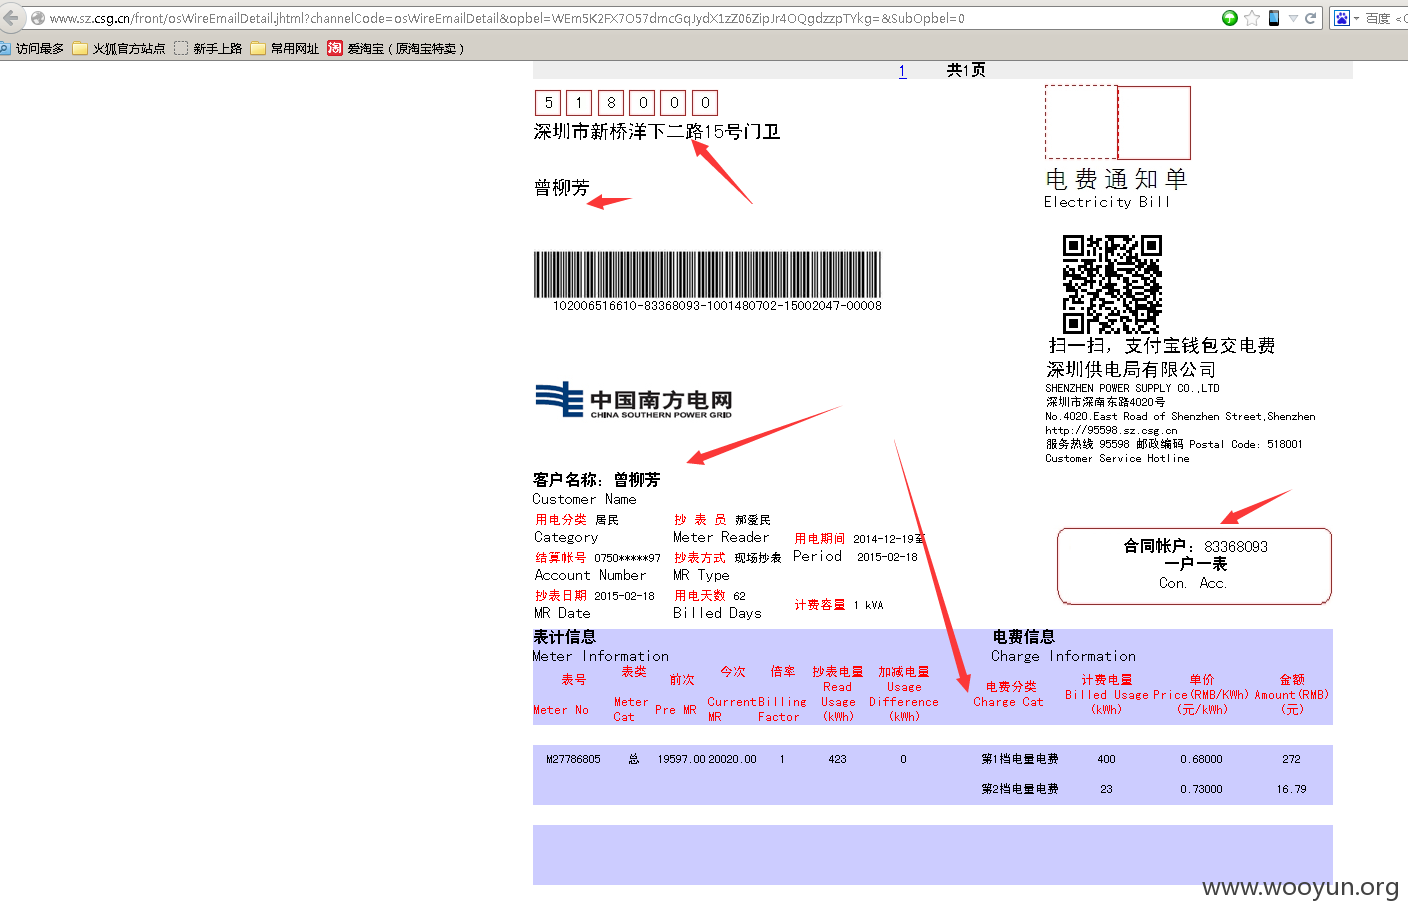 www.sz.csg.cn/front/osWireEmailDetail.jhtml?channelCode=osWireEmailDetail&opbel=WEm5K2FX7O57dmcGqJydX1zZ06ZipJr4OQgdzzpTYkg=&SubOpbel=0
百度
访问最多 火狐官方站点 新手上路 常用网址 爱淘宝（原淘宝特卖）
1 共1页
5 1 8 0 0 0
深圳市新桥洋下二路15号门卫
曾柳芳
电费通知单
Electricity Bill
102006516610-83368093-1001480702-15002047-00008
扫一扫，支付宝钱包交电费
深圳供电局有限公司
SHENZHEN POWER SUPPLY CO.,LTD
深圳市深南东路4020号
No.4020.East Road of Shenzhen Street,Shenzhen
http://95598.sz.csg.cn
服务热线 95598 邮政编码 Postal Code: 518001
Customer Service Hotline
中国南方电网
CHINA SOUTHERN POWER GRID
客户名称：曾柳芳
Customer Name
用电分类 居民 抄 表 员 郝爱民
Category Meter Reader
用电期间 2014-12-19至
Period 2015-02-18
结算帐号 0750*****97 抄表方式 现场抄表
Account Number MR Type
抄表日期 2015-02-18 用电天数 62
MR Date Billed Days
计费容量 1 kVA
合同帐户：83368093
一户一表
Con. Acc.
表计信息 电费信息
Meter Information Charge Information
表号 表类 前次 今次 倍率 抄表电量 加减电量 电费分类 计费电量 单价 金额
Meter No Meter Cat Pre MR Current MR Billing Factor Read Usage (kWh) Usage Difference (kWh) Charge Cat Billed Usage (kWh) Price(RMB/KWh) (元/kWh) Amount(RMB) (元)
M27786805 总 19597.00 20020.00 1 423 0 第1档电量电费 400 0.68000 272
第2档电量电费 23 0.73000 16.79
www.wooyun.org